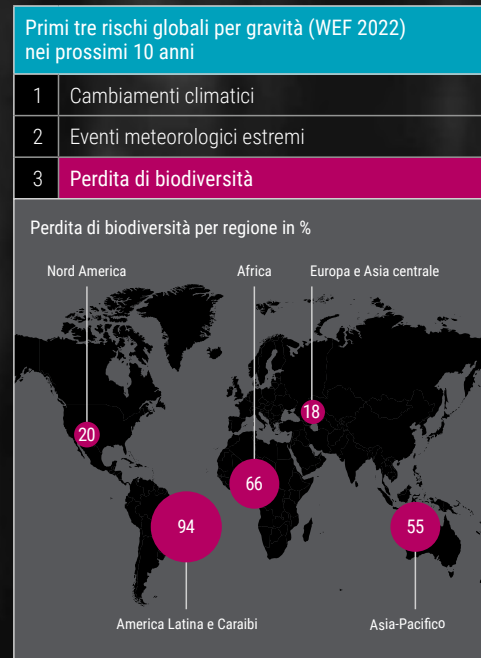 Primi tre rischi globali per gravità (WEF 2022)
nei prossimi 10 anni
1 Cambiamenti climatici
2 Eventi meteorologici estremi
3 Perdita di biodiversità
Perdita di biodiversità per regione in %
Nord America
Africa
Europa e Asia centrale
18
20
66
94
55
America Latina e Caraibi
Asia-Pacifico